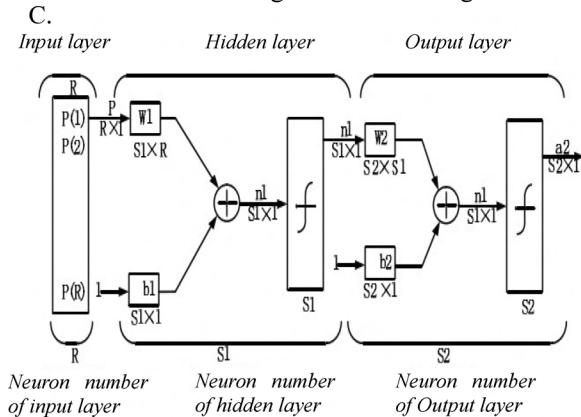 C.
Input layer Hidden layer Output layer
R
P(1)
P(2)
P(R)
P
R×1
W1
S1×R
1
b1
S1×1
n1
S1×1
S1
n1
S1×1
W2
S2×S1
1
b2
S2×1
n1
S1×1
S2
a2
S2×1
R S1 S2
Neuron number Neuron number Neuron number
of input layer of hidden layer of Output layer